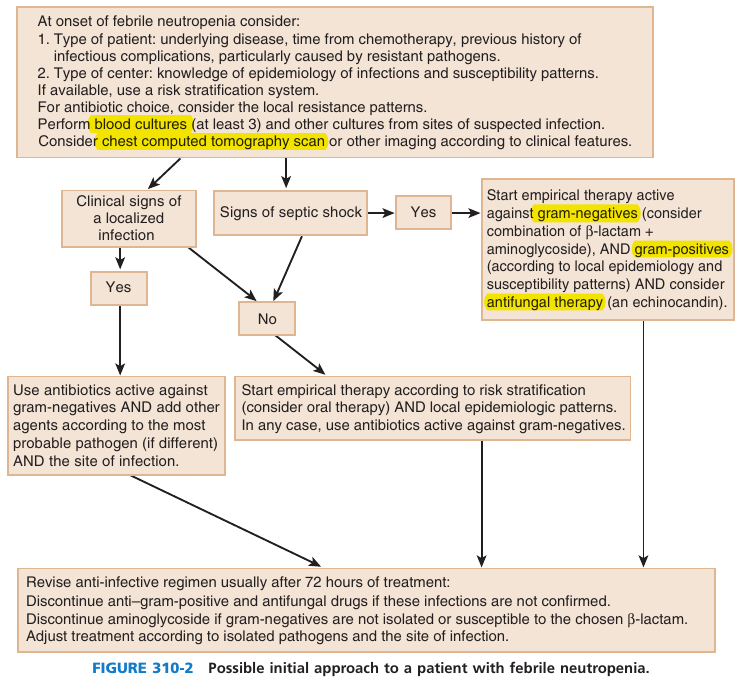 At onset of febrile neutropenia consider:
1. Type of patient: underlying disease, time from chemotherapy, previous history of
infectious complications, particularly caused by resistant pathogens.
2. Type of center: knowledge of epidemiology of infections and susceptibility patterns.
If available, use a risk stratification system.
For antibiotic choice, consider the local resistance patterns.
Perform blood cultures (at least 3) and other cultures from sites of suspected infection.
Consider chest computed tomography scan or other imaging according to clinical features.
Clinical signs of
a localized
infection
Signs of septic shock
Yes
Start empirical therapy active
against gram-negatives (consider
combination of β-lactam +
aminoglycoside), AND gram-positives
(according to local epidemiology and
susceptibility patterns) AND consider
antifungal therapy (an echinocandin).
Yes
No
Use antibiotics active against
gram-negatives AND add other
agents according to the most
probable pathogen (if different)
AND the site of infection.
Start empirical therapy according to risk stratification
(consider oral therapy) AND local epidemiologic patterns.
In any case, use antibiotics active against gram-negatives.
Revise anti-infective regimen usually after 72 hours of treatment:
Discontinue anti–gram-positive and antifungal drugs if these infections are not confirmed.
Discontinue aminoglycoside if gram-negatives are not isolated or susceptible to the chosen β-lactam.
Adjust treatment according to isolated pathogens and the site of infection.
FIGURE 310-2 Possible initial approach to a patient with febrile neutropenia.